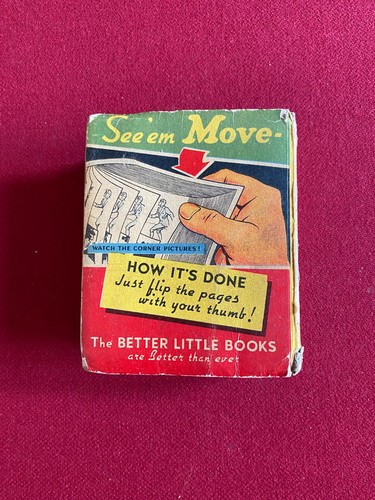 See 'em Move-
WATCH THE CORNER PICTURES!
HOW IT'S DONE
Just flip the pages
with your thumb!
The BETTER LITTLE BOOKS
are Better than ever